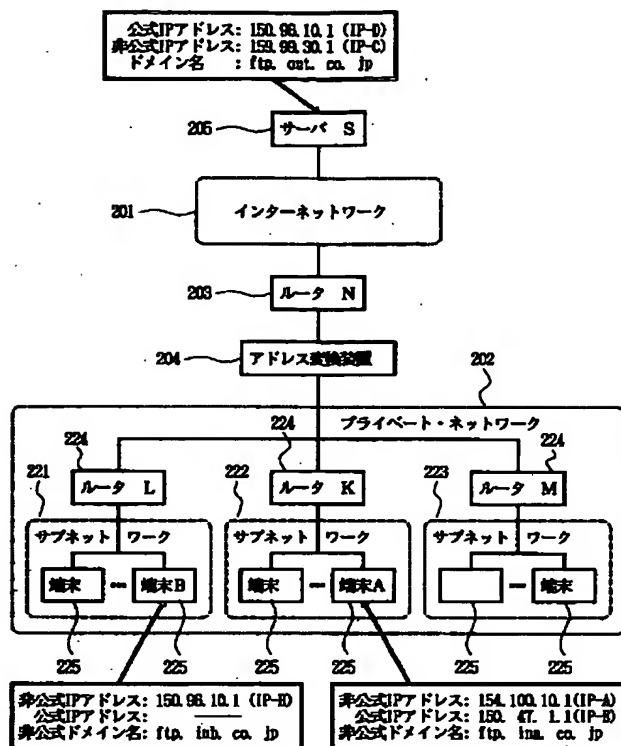 公式IPアドレス: 150.96.10.1 (IP-D)
非公式IPアドレス: 159.99.30.1 (IP-C)
ドメイン名 : ftp. out. co. jp
205
サーバ S
201
インターネットワーク
203
ルータ N
204
アドレス変換装置
202
プライベート・ネットワーク
224
224
224
221
ルータ L
222
ルータ K
223
ルータ M
サブネットワーク
サブネットワーク
サブネットワーク
端末
端末B
端末
端末A
端末
225
225
225
225
225
225
非公式IPアドレス: 150.96.10.1 (IP-E)
公式IPアドレス:
非公式ドメイン名: ftp. inb. co. jp
非公式IPアドレス: 154.100.10.1(IP-A)
公式IPアドレス: 150. 47. 1.1(IP-B)
非公式ドメイン名: ftp. ina. co. jp